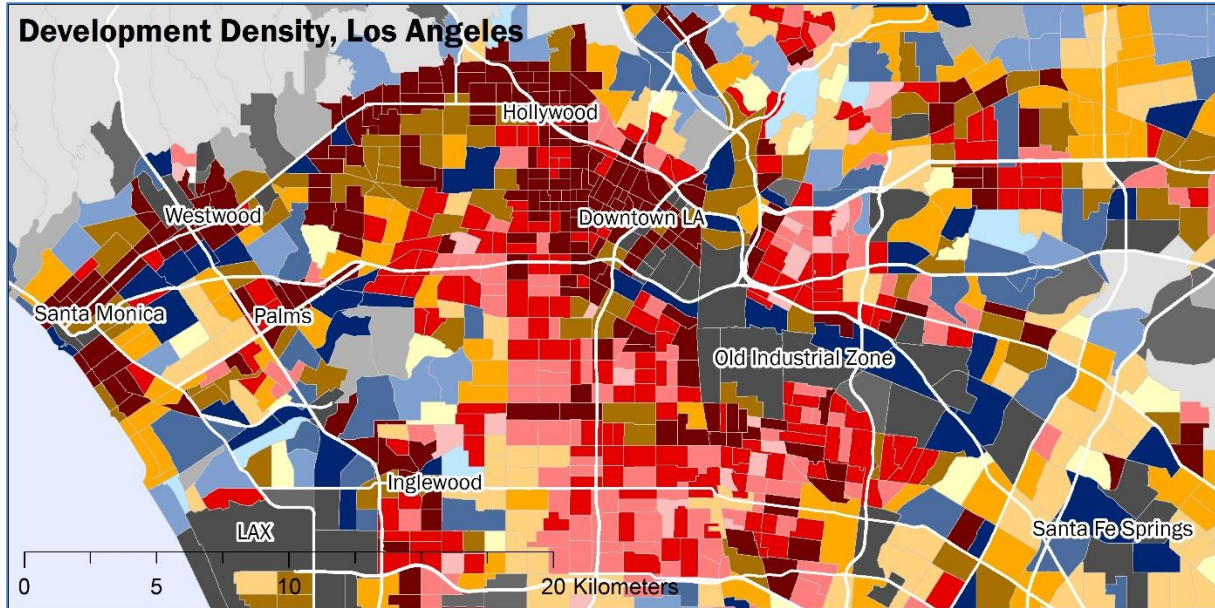 Development Density, Los Angeles
Hollywood
Westwood
Downtown LA
Santa Monica
Palms
Old Industrial Zone
Inglewood
LAX
Santa Fe Springs
0 5 10 20 Kilometers